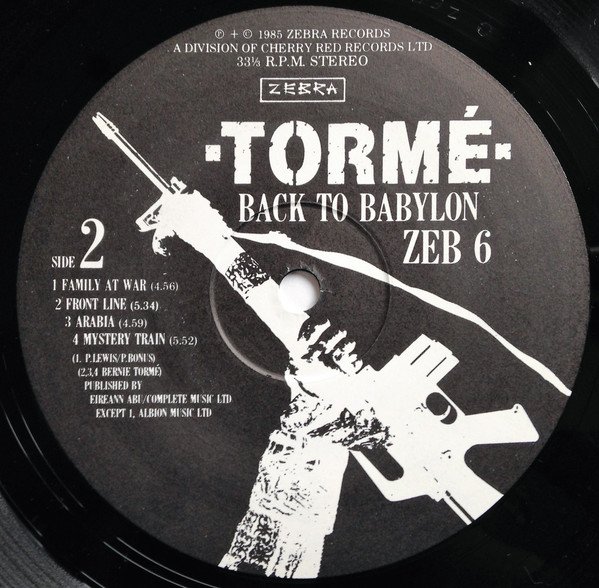 ℗ + © 1985 ZEBRA RECORDS
A DIVISION OF CHERRY RED RECORDS LTD
33⅓ R.P.M. STEREO
ZEBRA
·TORMÉ·
BACK TO BABYLON
ZEB 6
SIDE 2
1 FAMILY AT WAR (4.56)
2 FRONT LINE (5.34)
3 ARABIA (4.59)
4 MYSTERY TRAIN (5.52)
(1. P.LEWIS/P.BONUS)
(2,3,4 BERNIE TORMÉ)
PUBLISHED BY
EIREANN ABU/COMPLETE MUSIC LTD
EXCEPT 1, ALBION MUSIC LTD